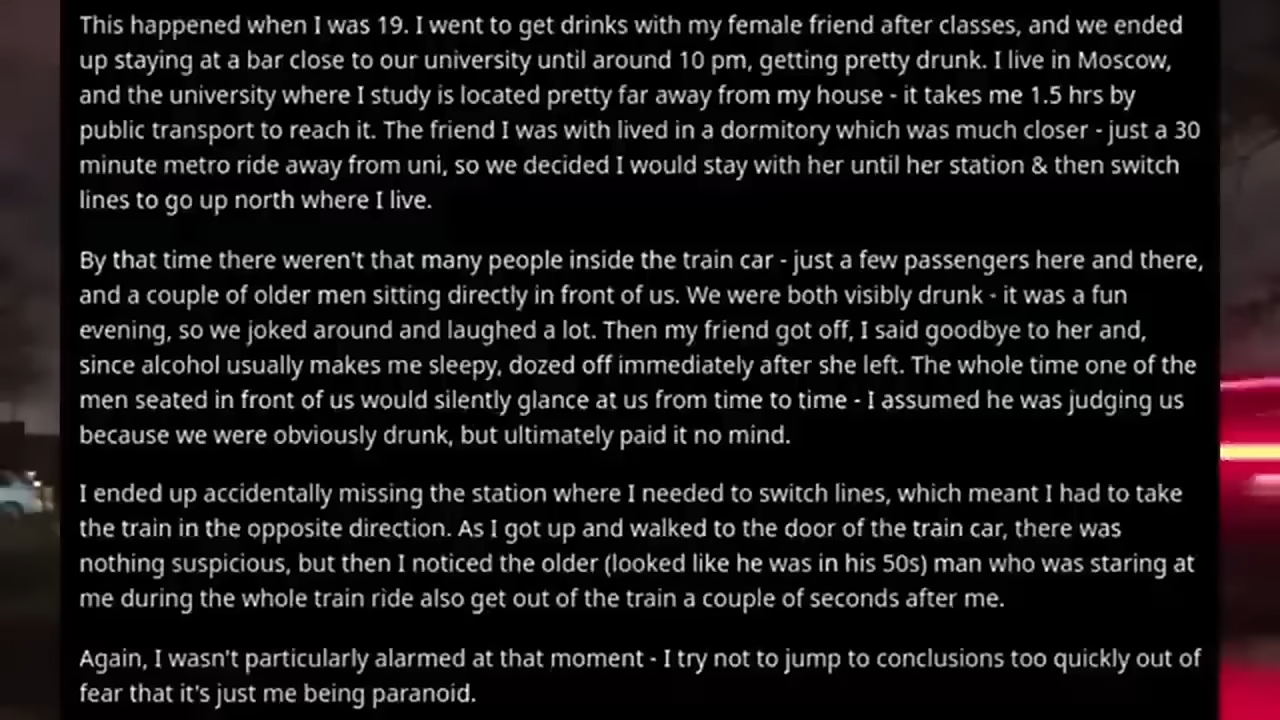 This happened when I was 19. I went to get drinks with my female friend after classes, and we ended
up staying at a bar close to our university until around 10 pm, getting pretty drunk. I live in Moscow,
and the university where I study is located pretty far away from my house - it takes me 1.5 hrs by
public transport to reach it. The friend I was with lived in a dormitory which was much closer - just a 30
minute metro ride away from uni, so we decided I would stay with her until her station & then switch
lines to go up north where I live.
By that time there weren't that many people inside the train car - just a few passengers here and there,
and a couple of older men sitting directly in front of us. We were both visibly drunk - it was a fun
evening, so we joked around and laughed a lot. Then my friend got off, I said goodbye to her and,
since alcohol usually makes me sleepy, dozed off immediately after she left. The whole time one of the
men seated in front of us would silently glance at us from time to time - I assumed he was judging us
because we were obviously drunk, but ultimately paid it no mind.
I ended up accidentally missing the station where I needed to switch lines, which meant I had to take
the train in the opposite direction. As I got up and walked to the door of the train car, there was
nothing suspicious, but then I noticed the older (looked like he was in his 50s) man who was staring at
me during the whole train ride also get out of the train a couple of seconds after me.
Again, I wasn't particularly alarmed at that moment - I try not to jump to conclusions too quickly out of
fear that it's just me being paranoid.